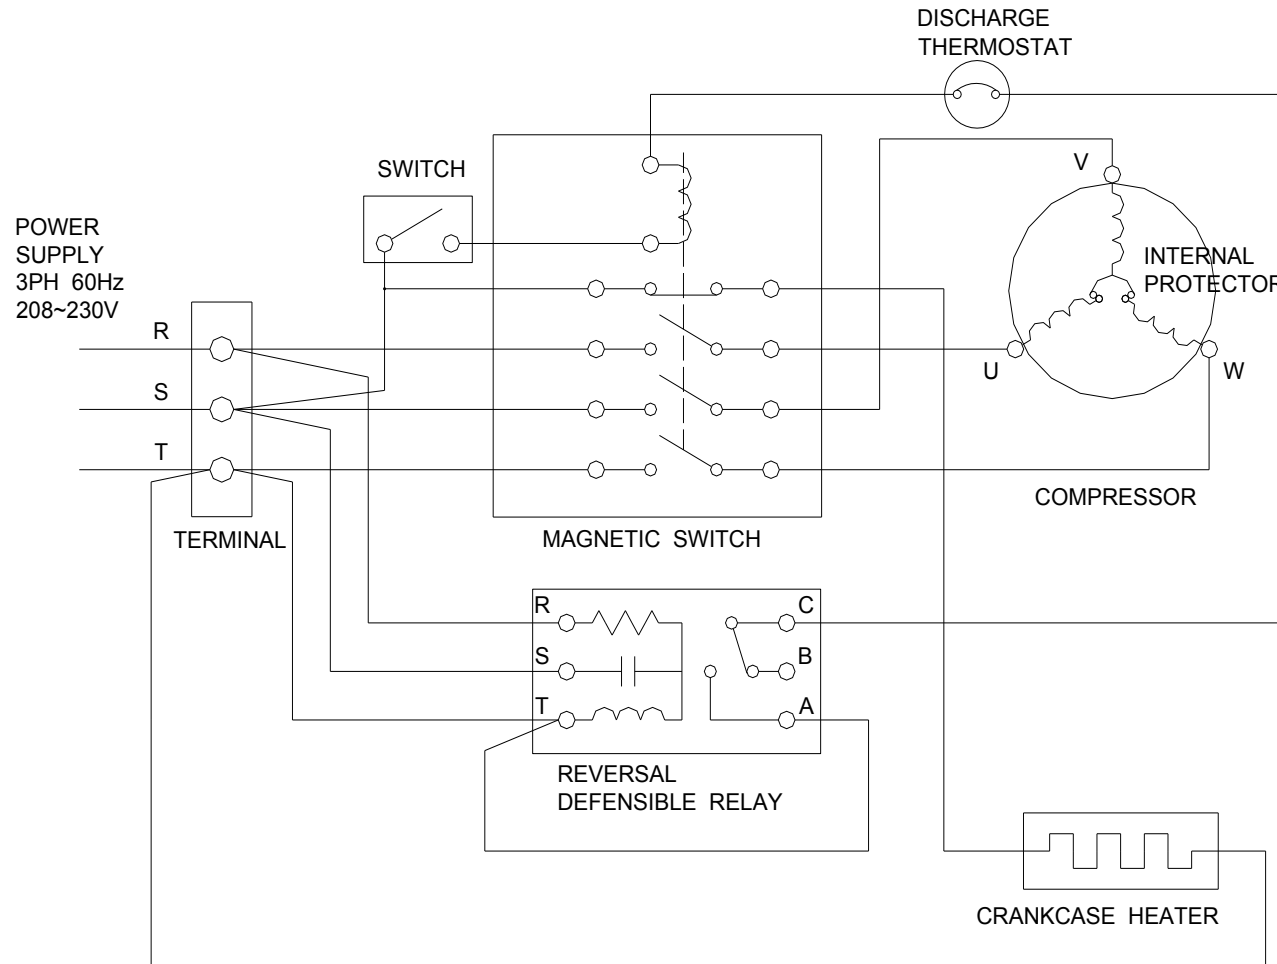 DISCHARGE
THERMOSTAT
SWITCH
V
POWER
SUPPLY
3PH 60Hz
208~230V
INTERNAL
PROTECTOR
R
S
T
U
W
COMPRESSOR
TERMINAL
MAGNETIC SWITCH
R
C
S
B
T
A
REVERSAL
DEFENSIBLE RELAY
CRANKCASE HEATER